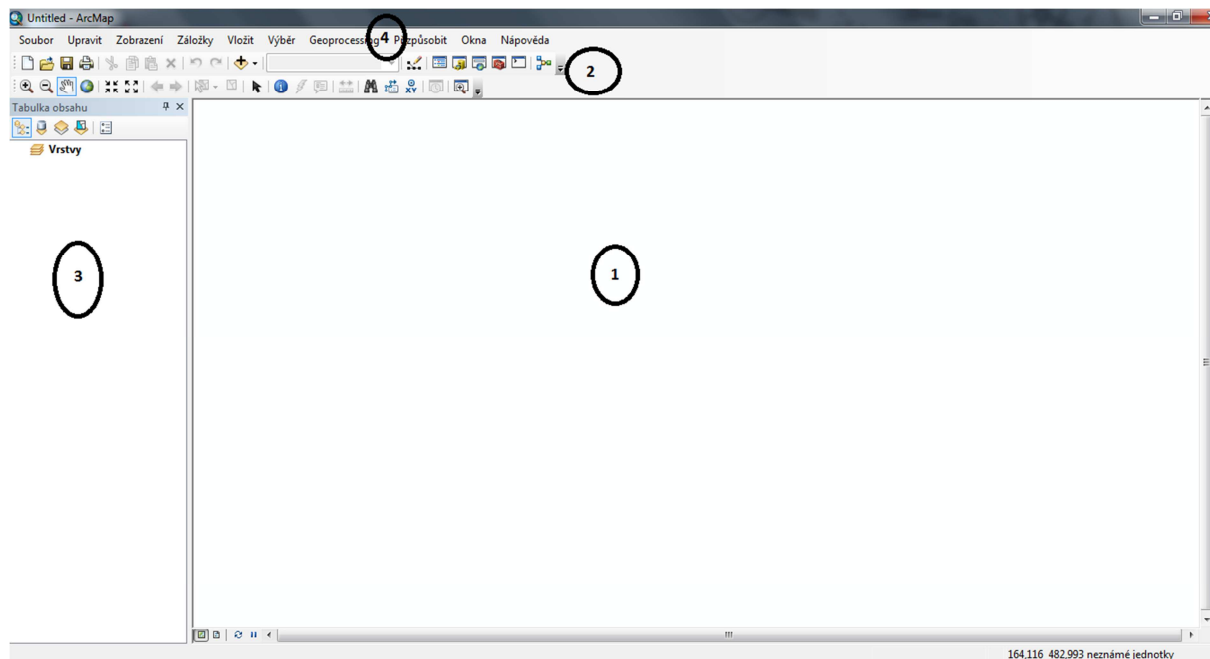 Untitled - ArcMap
Soubor Upravit Zobrazení Záložky Vložit Výběr Geoprocessing 4 Přizpůsobit Okna Nápověda
2
Tabulka obsahu
Vrstvy
3
1
164,116 482,993 neznámé jednotky